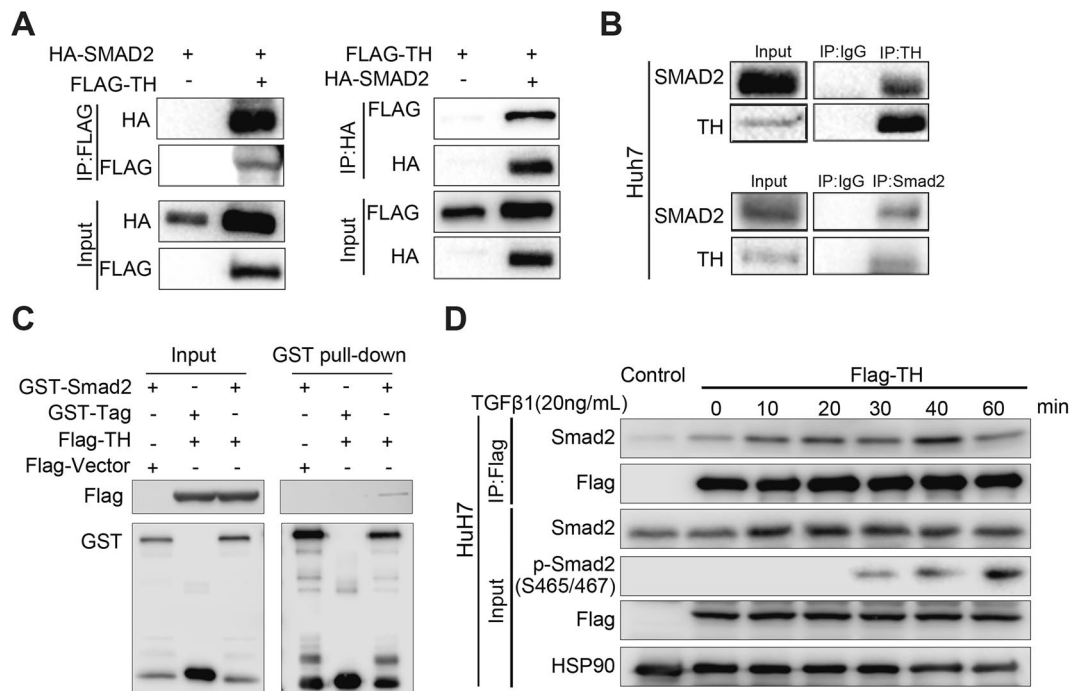 A
HA-SMAD2 + +
FLAG-TH - +
IP:FLAG
HA
FLAG
Input
HA
FLAG
FLAG-TH + +
HA-SMAD2 - +
IP:HA
FLAG
HA
Input
FLAG
HA
B
Huh7
Input IP:IgG IP:TH
SMAD2
TH
Input IP:IgG IP:Smad2
SMAD2
TH
C
Input GST pull-down
GST-Smad2 + - + + - +
GST-Tag - + - - + -
Flag-TH - + + - + +
Flag-Vector + - - + - -
Flag
GST
D
Control Flag-TH
TGFβ1(20ng/mL) 0 10 20 30 40 60 min
HuH7
IP:Flag
Smad2
Flag
Input
Smad2
p-Smad2
(S465/467)
Flag
HSP90